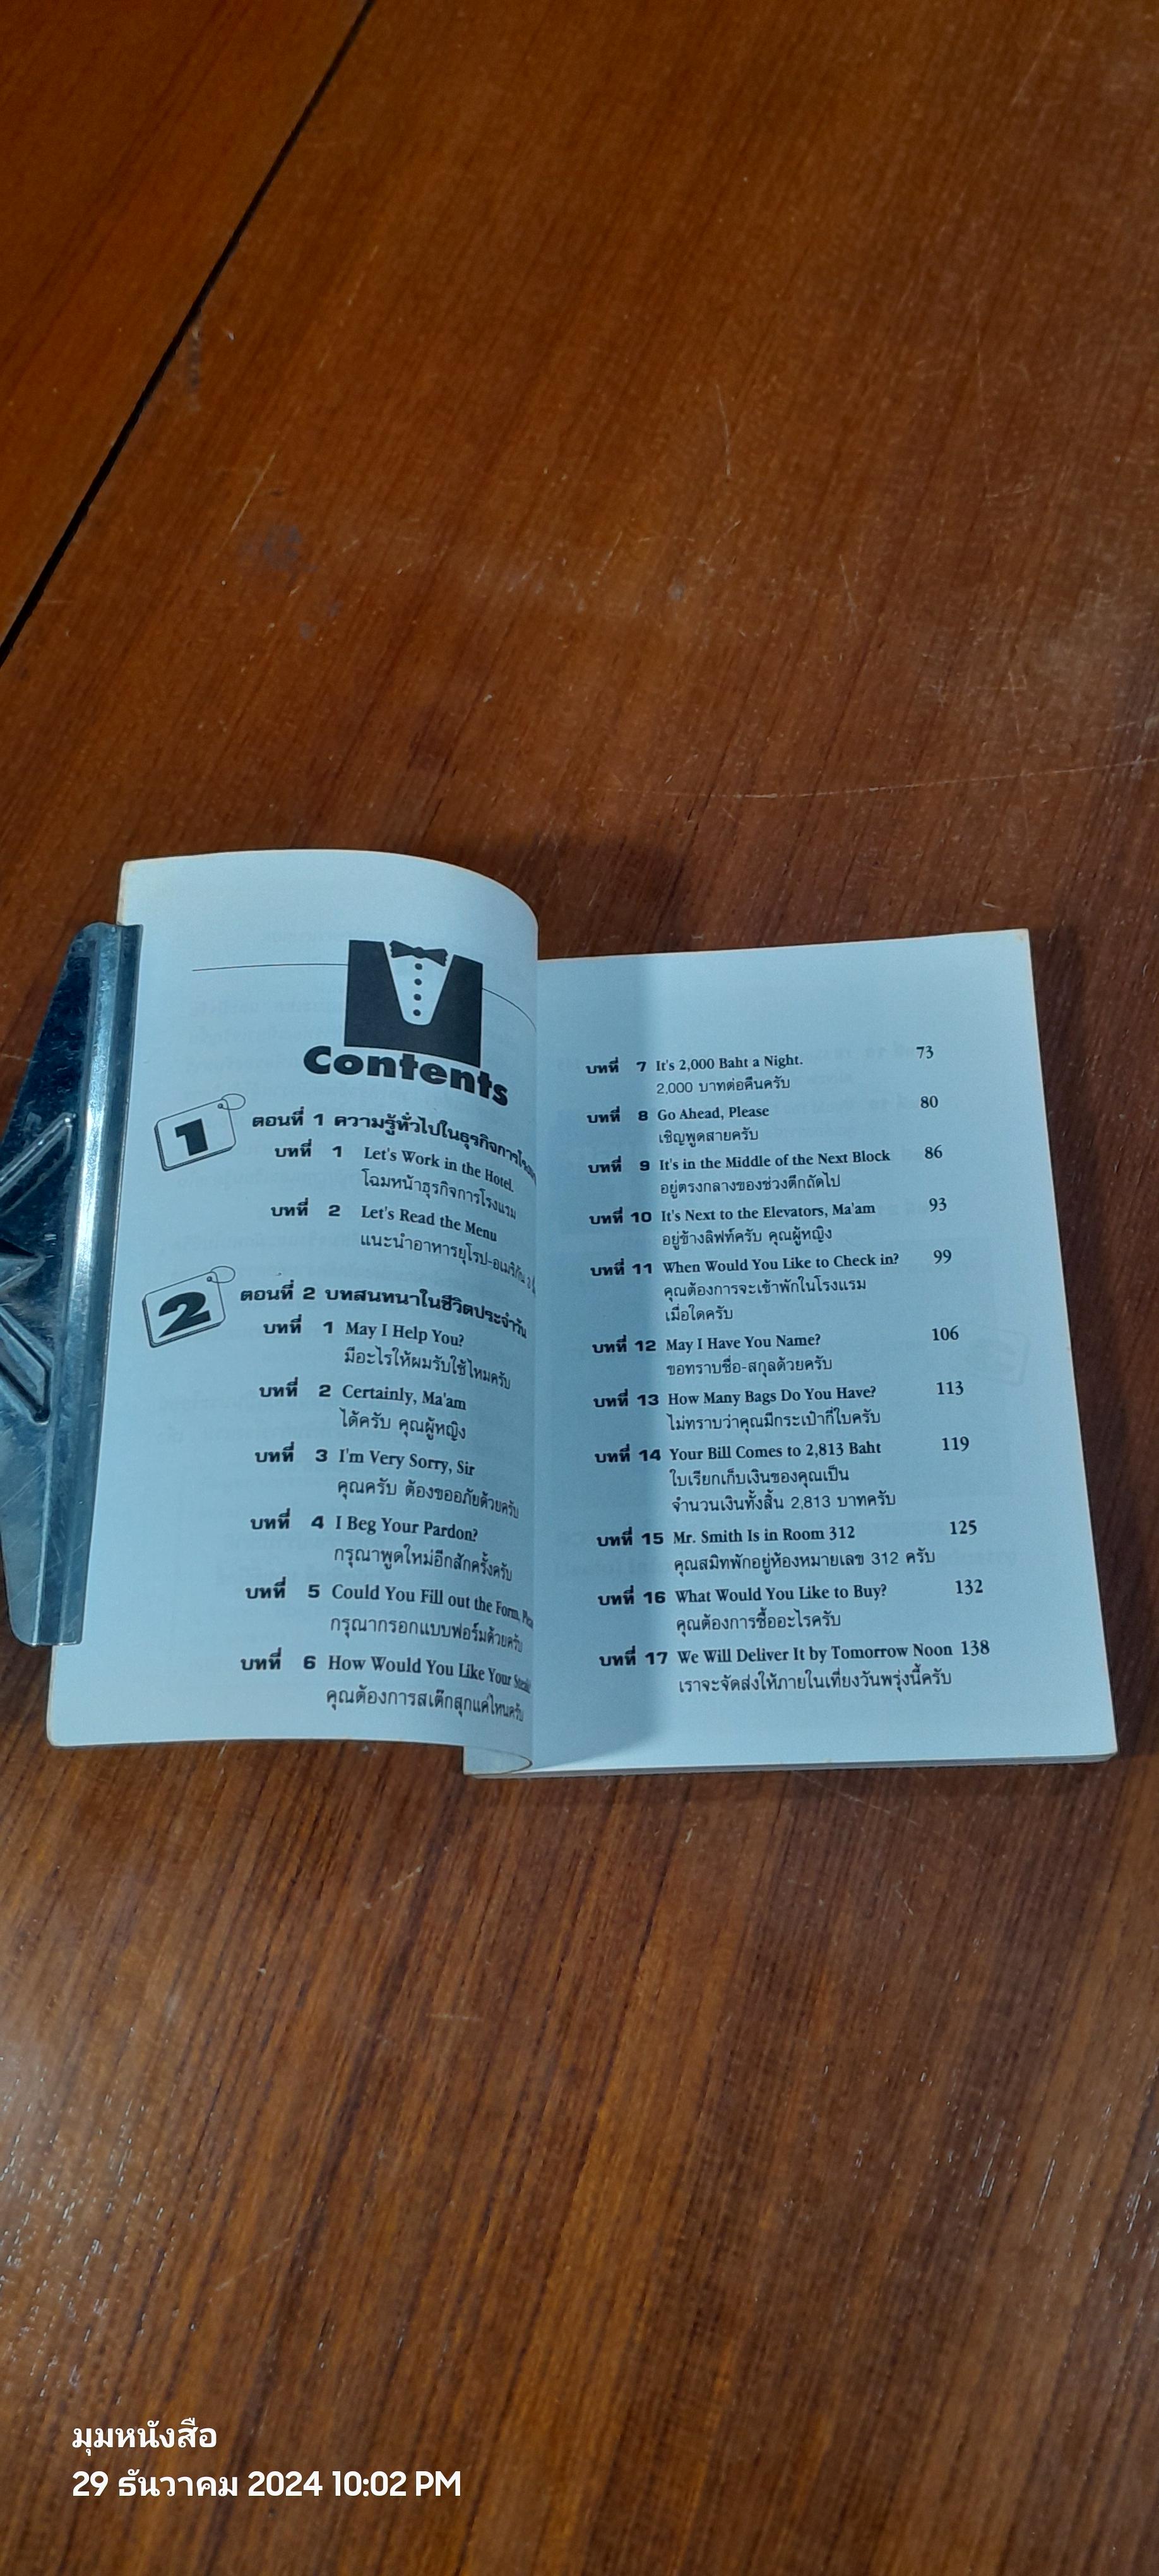 Contents
1
ตอนที่ 1 ความรู้ทั่วไปในธุรกิจการโรงแรม
บทที่ 1 Let's Work in the Hotel.
โฉมหน้าธุรกิจการโรงแรม
บทที่ 2 Let's Read the Menu
แนะนำอาหารยุโรป-อเมริกัน
2
ตอนที่ 2 บทสนทนาในชีวิตประจำวัน
บทที่ 1 May I Help You?
มีอะไรให้ผมรับใช้ไหมครับ
บทที่ 2 Certainly, Ma'am
ได้ครับ คุณผู้หญิง
บทที่ 3 I'm Very Sorry, Sir
คุณครับ ต้องขออภัยด้วยครับ
บทที่ 4 I Beg Your Pardon?
กรุณาพูดใหม่อีกสักครั้งครับ
บทที่ 5 Could You Fill out the Form,
กรุณากรอกแบบฟอร์มด้วยครับ
บทที่ 6 How Would You Like Your Steak
คุณต้องการสเต๊กสุกแค่ไหนครับ
บทที่ 7 It's 2,000 Baht a Night. 73
2,000 บาทต่อคืนครับ
บทที่ 8 Go Ahead, Please 80
เชิญพูดสายครับ
บทที่ 9 It's in the Middle of the Next Block 86
อยู่ตรงกลางของช่วงตึกถัดไป
บทที่ 10 It's Next to the Elevators, Ma'am 93
อยู่ข้างลิฟท์ครับ คุณผู้หญิง
บทที่ 11 When Would You Like to Check in? 99
คุณต้องการจะเข้าพักในโรงแรม
เมื่อใดครับ
บทที่ 12 May I Have You Name? 106
ขอทราบชื่อ-สกุลด้วยครับ
บทที่ 13 How Many Bags Do You Have? 113
ไม่ทราบว่าคุณมีกระเป๋ากี่ใบครับ
บทที่ 14 Your Bill Comes to 2,813 Baht 119
ใบเรียกเก็บเงินของคุณเป็น
จำนวนเงินทั้งสิ้น 2,813 บาทครับ
บทที่ 15 Mr. Smith Is in Room 312 125
คุณสมิทพักอยู่ห้องหมายเลข 312 ครับ
บทที่ 16 What Would You Like to Buy? 132
คุณต้องการซื้ออะไรครับ
บทที่ 17 We Will Deliver It by Tomorrow Noon 138
เราจะจัดส่งให้ภายในเที่ยงวันพรุ่งนี้ครับ
มุมหนังสือ
29 ธันวาคม 2024 10:02 PM